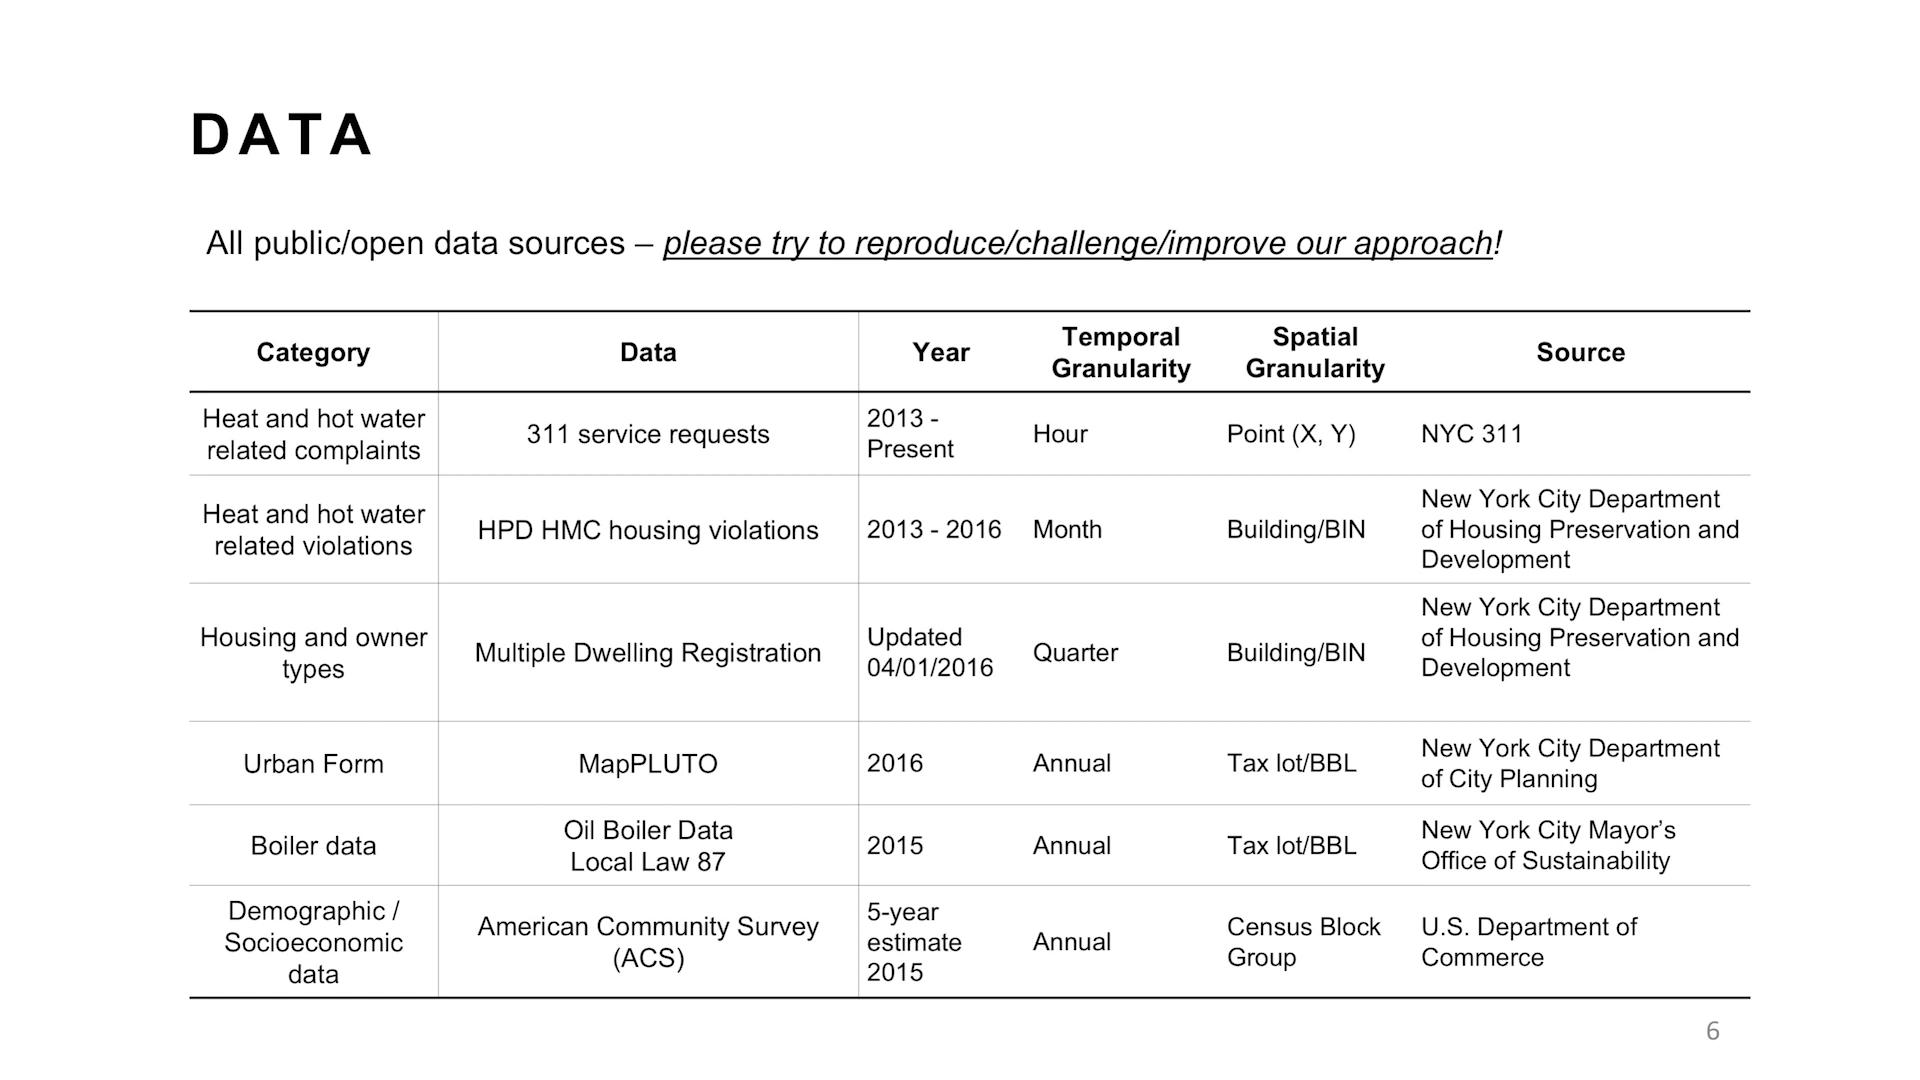 DATA
All public/open data sources – please try to reproduce/challenge/improve our approach!
Category
Data
Year
Temporal
Granularity
Spatial
Granularity
Source
Heat and hot water
related complaints
311 service requests
2013 -
Present
Hour
Point (X, Y)
NYC 311
Heat and hot water
related violations
HPD HMC housing violations
2013 - 2016
Month
Building/BIN
New York City Department
of Housing Preservation and
Development
Housing and owner
types
Multiple Dwelling Registration
Updated
04/01/2016
Quarter
Building/BIN
New York City Department
of Housing Preservation and
Development
Urban Form
MapPLUTO
2016
Annual
Tax lot/BBL
New York City Department
of City Planning
Boiler data
Oil Boiler Data
Local Law 87
2015
Annual
Tax lot/BBL
New York City Mayor’s
Office of Sustainability
Demographic /
Socioeconomic
data
American Community Survey
(ACS)
5-year
estimate
2015
Annual
Census Block
Group
U.S. Department of
Commerce
6